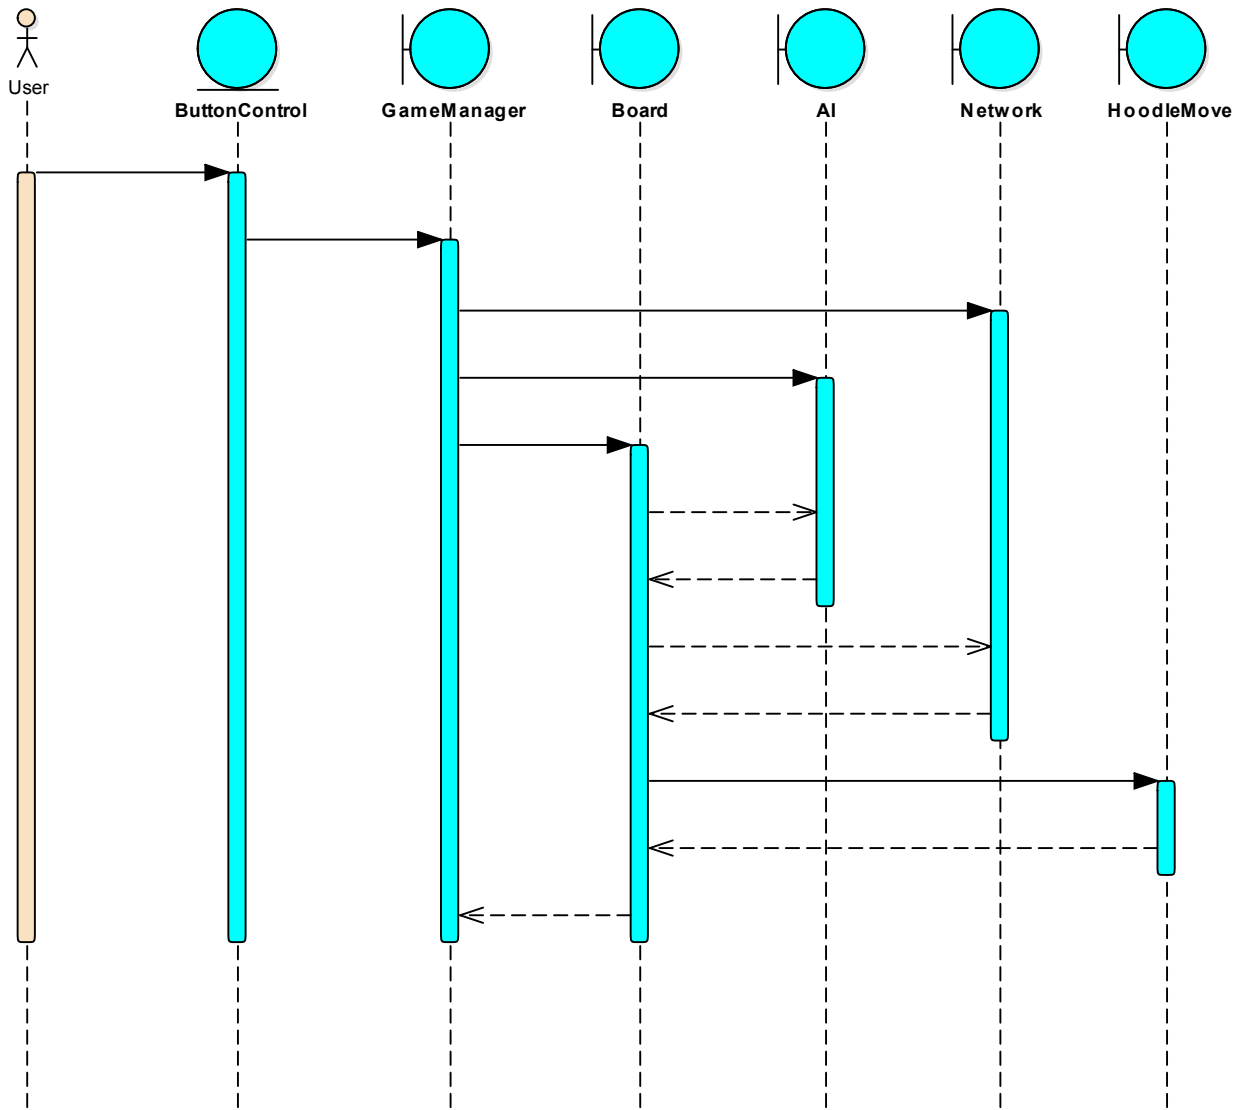 User
ButtonControl
GameManager
Board
AI
Network
HoodleMove